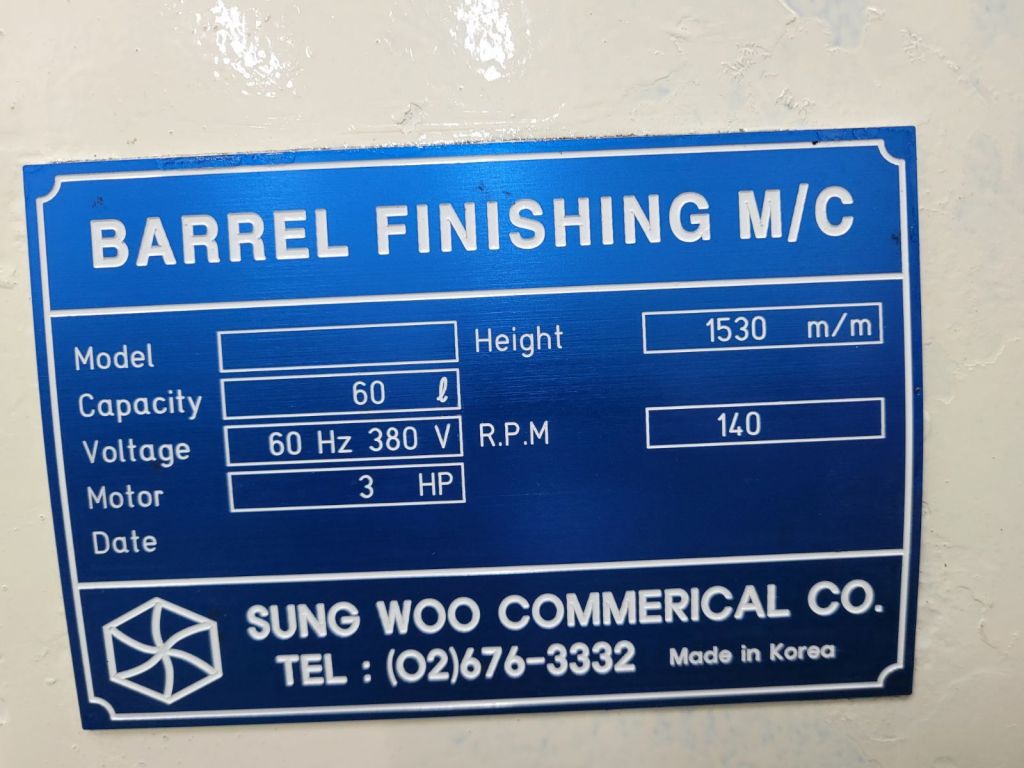 BARREL FINISHING M/C
Model
Height 1530 m/m
Capacity 60 ℓ
Voltage 60 Hz 380 V
R.P.M 140
Motor 3 HP
Date
SUNG WOO COMMERICAL CO.
TEL : (02)676-3332 Made in Korea